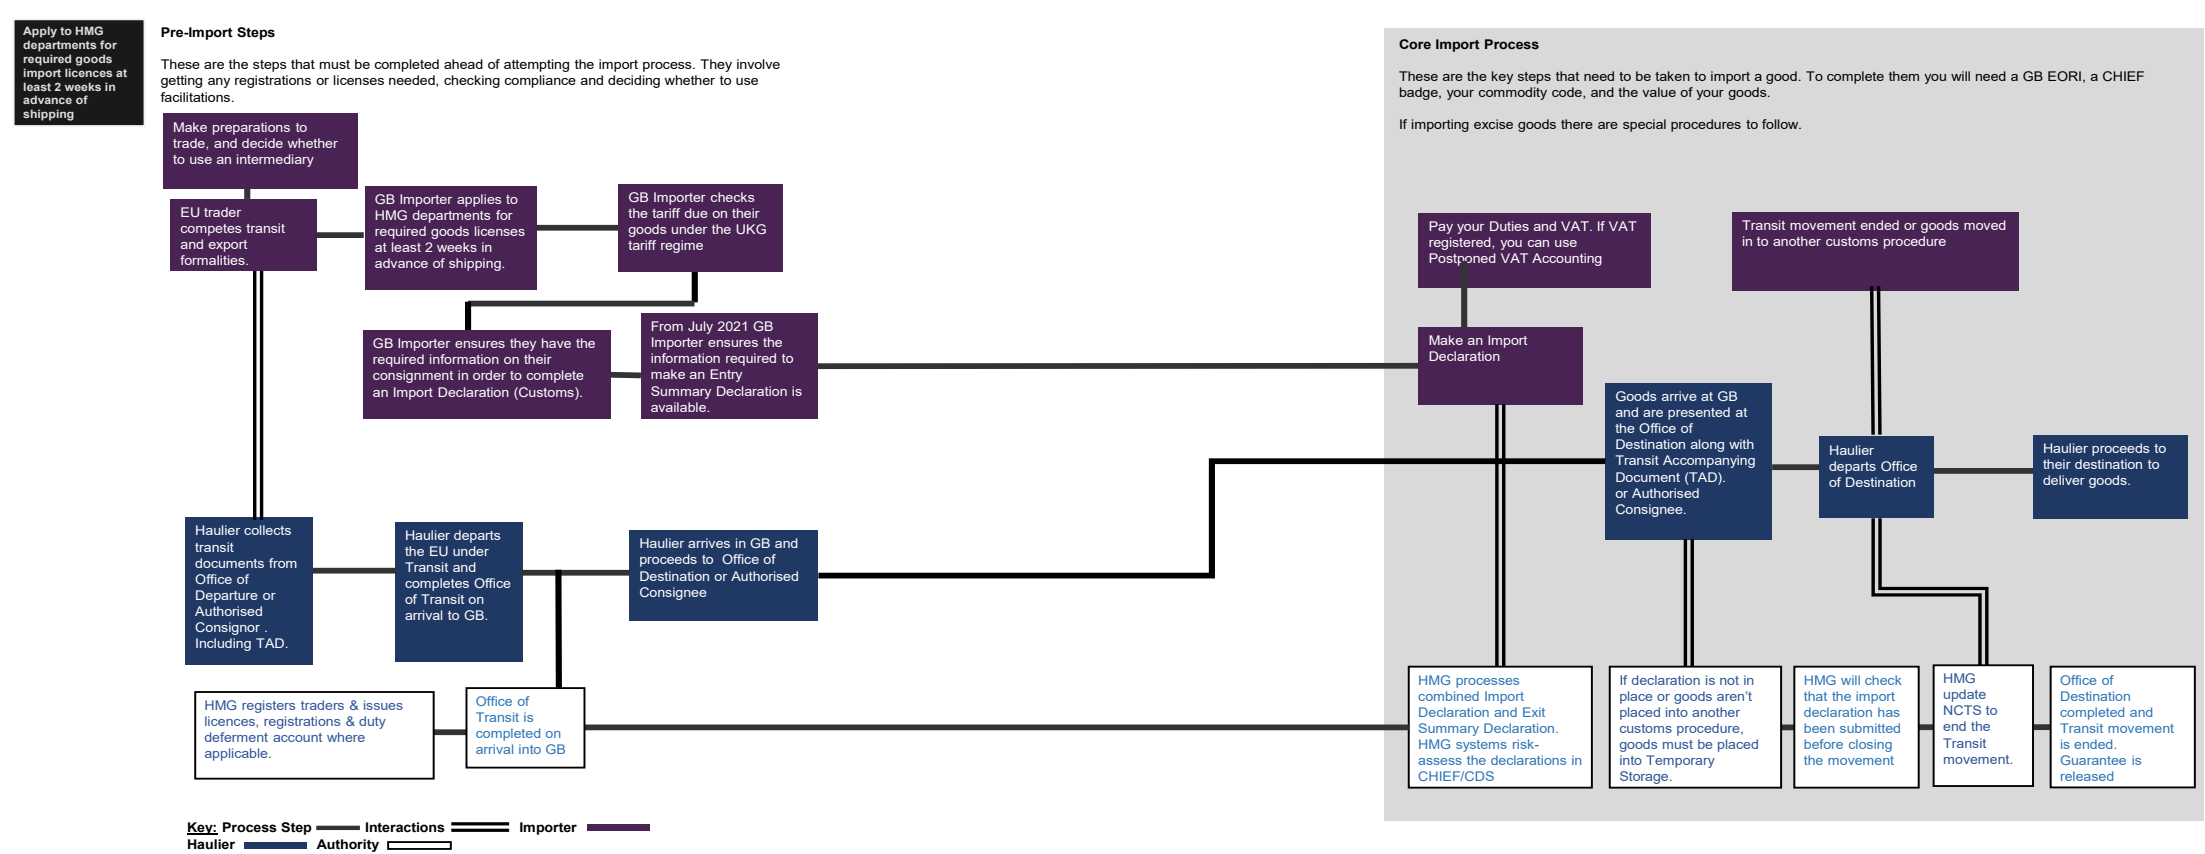 Apply to HMG
departments for
required goods
import licences at
least 2 weeks in
advance of
shipping
Pre-Import Steps
These are the steps that must be completed ahead of attempting the import process. They involve
getting any registrations or licenses needed, checking compliance and deciding whether to use
facilitations.
Make preparations to
trade, and decide whether
to use an intermediary
EU trader
competes transit
and export
formalities.
GB Importer applies to
HMG departments for
required goods licenses
at least 2 weeks in
advance of shipping.
GB Importer checks
the tariff due on their
goods under the UKG
tariff regime
GB Importer ensures they have the
required information on their
consignment in order to complete
an Import Declaration (Customs).
From July 2021 GB
Importer ensures the
information required to
make an Entry
Summary Declaration is
available.
Haulier collects
transit
documents from
Office of
Departure or
Authorised
Consignor .
Including TAD.
Haulier departs
the EU under
Transit and
completes Office
of Transit on
arrival to GB.
Haulier arrives in GB and
proceeds to  Office of
Destination or Authorised
Consignee
HMG registers traders & issues
licences, registrations & duty
deferment account where
applicable.
Office of
Transit is
completed on
arrival into GB
Core Import Process
These are the key steps that need to be taken to import a good. To complete them you will need a GB EORI, a CHIEF
badge, your commodity code, and the value of your goods.
If importing excise goods there are special procedures to follow.
Pay your Duties and VAT. If VAT
registered, you can use
Postponed VAT Accounting
Transit movement ended or goods moved
in to another customs procedure
Make an Import
Declaration
Goods arrive at GB
and are presented at
the Office of
Destination along with
Transit Accompanying
Document (TAD).
or Authorised
Consignee.
Haulier
departs Office
of Destination
Haulier proceeds to
their destination to
deliver goods.
HMG processes
combined Import
Declaration and Exit
Summary Declaration.
HMG systems risk-
assess the declarations in
CHIEF/CDS
If declaration is not in
place or goods aren't
placed into another
customs procedure,
goods must be placed
into Temporary
Storage.
HMG will check
that the import
declaration has
been submitted
before closing
the movement
HMG
update
NCTS to
end the
Transit
movement.
Office of
Destination
completed and
Transit movement
is ended.
Guarantee is
released
Key: Process Step Interactions Importer
Haulier Authority